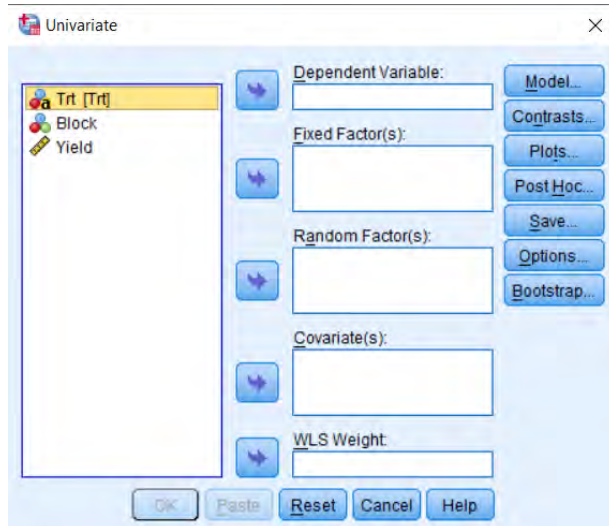 Univariate
Trt [Trt]
Block
Yield
Dependent Variable:
Fixed Factor(s):
Random Factor(s):
Covariate(s):
WLS Weight:
Model...
Contrasts...
Plots...
Post Hoc...
Save...
Options...
Bootstrap...
OK Paste Reset Cancel Help